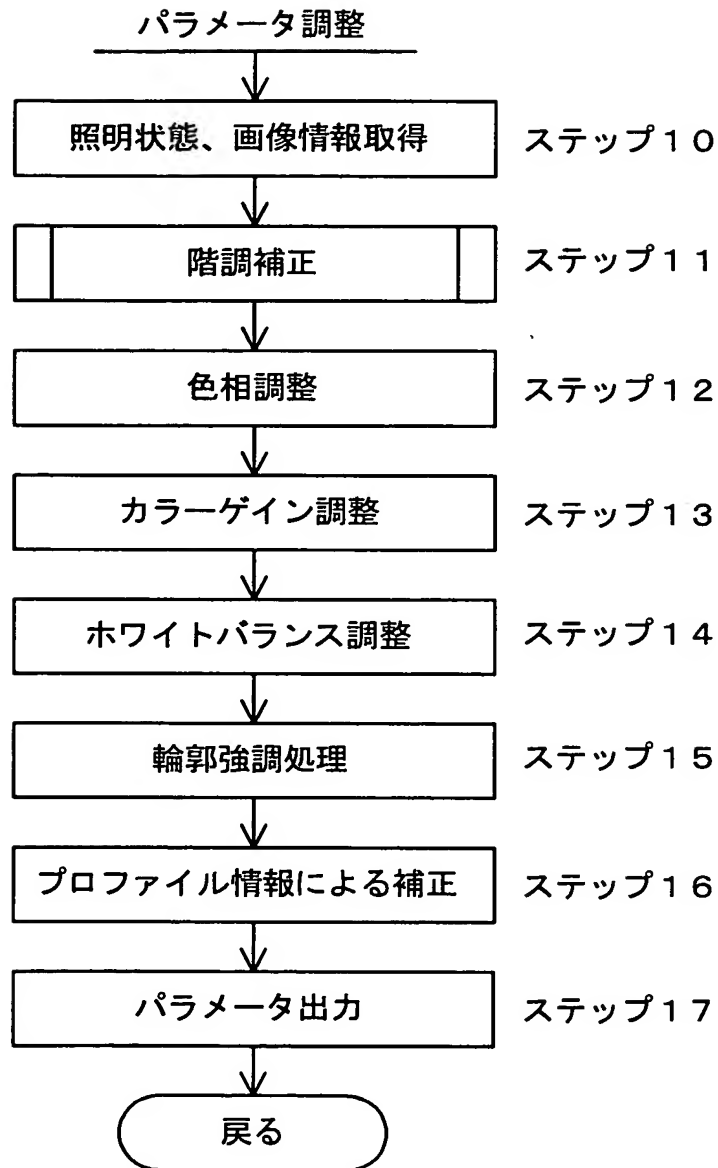 パラメータ調整
照明状態、画像情報取得 ステップ10
階調補正 ステップ11
色相調整 ステップ12
カラーゲイン調整 ステップ13
ホワイトバランス調整 ステップ14
輪郭強調処理 ステップ15
プロファイル情報による補正 ステップ16
パラメータ出力 ステップ17
戻る